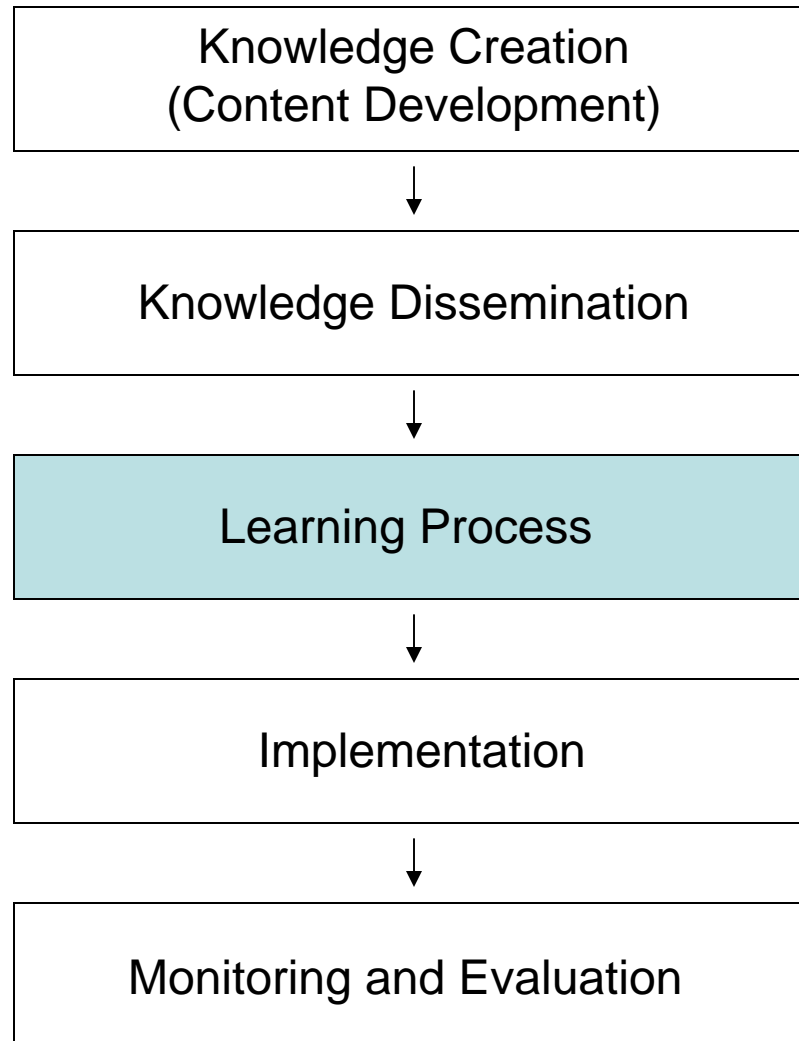 Knowledge Creation
(Content Development)
Knowledge Dissemination
Learning Process
Implementation
Monitoring and Evaluation